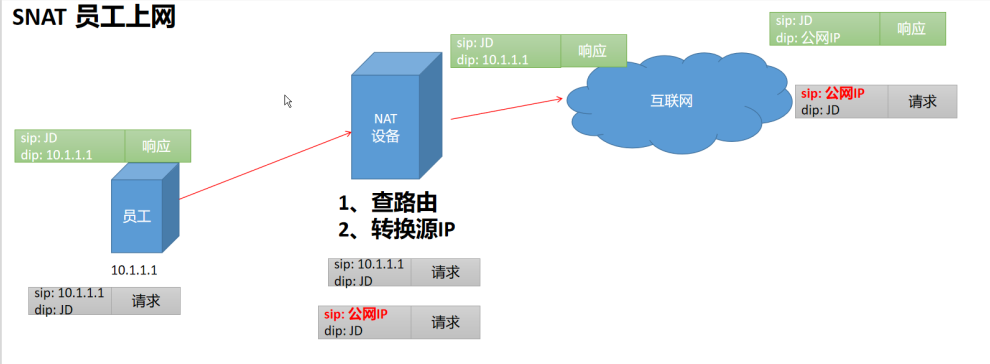 SNAT 员工上网
sip: JD
dip: 公网IP
响应
sip: JD
dip: 10.1.1.1
响应
NAT
设备
互联网
sip: 公网IP
dip: JD
请求
sip: JD
dip: 10.1.1.1
响应
员工
10.1.1.1
sip: 10.1.1.1
dip: JD
请求
1、查路由
2、转换源IP
sip: 10.1.1.1
dip: JD
请求
sip: 公网IP
dip: JD
请求